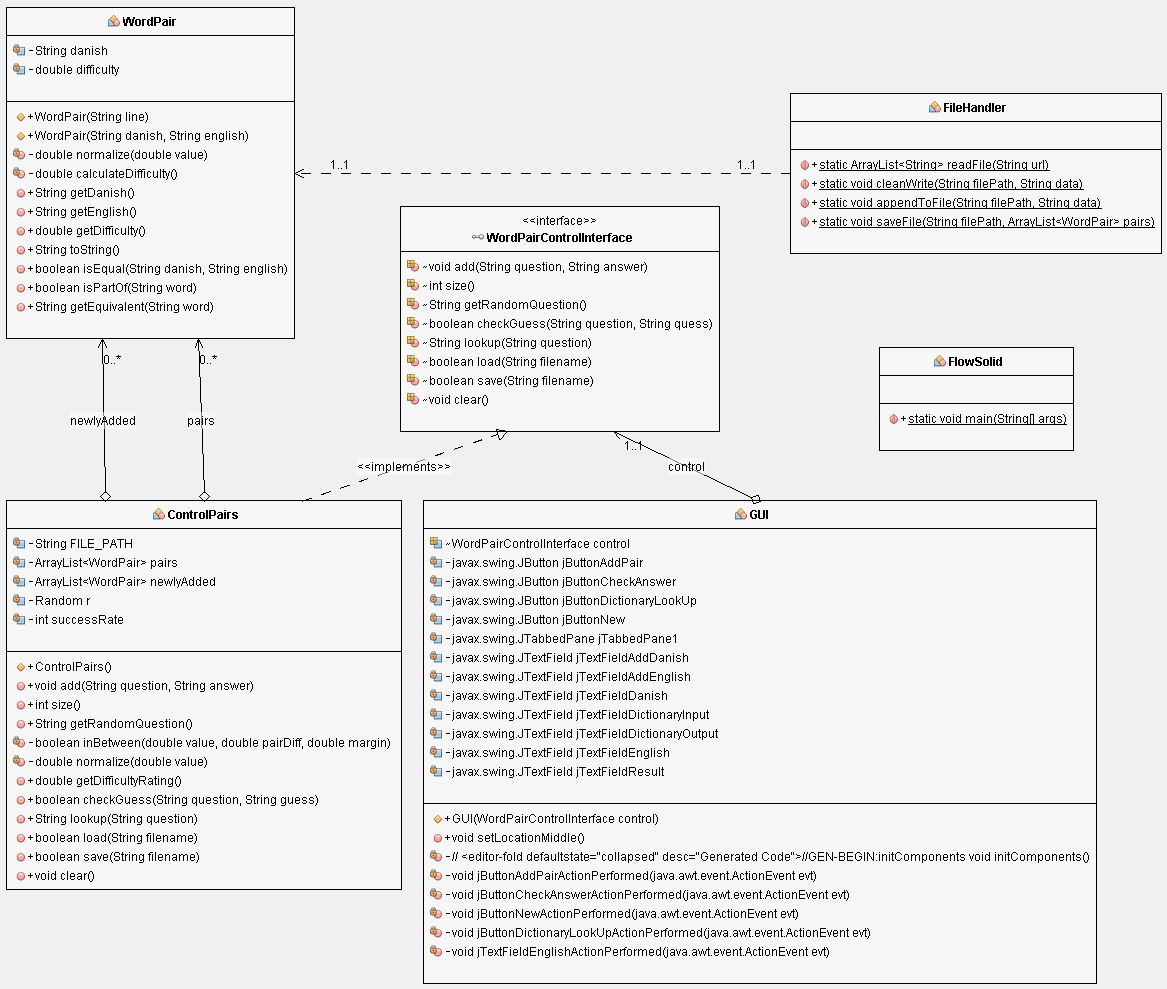 WordPair
-String danish
-double difficulty
+WordPair(String line)
+WordPair(String danish, String english)
-double normalize(double value)
-double calculateDifficulty()
+String getDanish()
+String getEnglish()
+double getDifficulty()
+String toString()
+boolean isEqual(String danish, String english)
+boolean isPartOf(String word)
+String getEquivalent(String word)
1..1
1..1
FileHandler
+static ArrayList<String> readFile(String url)
+static void cleanWrite(String filePath, String data)
+static void appendToFile(String filePath, String data)
+static void saveFile(String filePath, ArrayList<WordPair> pairs)
<<interface>>
WordPairControlInterface
~void add(String question, String answer)
~int size()
~String getRandomQuestion()
~boolean checkGuess(String question, String quess)
~String lookup(String question)
~boolean load(String filename)
~boolean save(String filename)
~void clear()
FlowSolid
+static void main(String[] args)
0..*
0..*
newlyAdded
pairs
<<implements>>
1..1
control
ControlPairs
-String FILE_PATH
-ArrayList<WordPair> pairs
-ArrayList<WordPair> newlyAdded
-Random r
-int successRate
+ControlPairs()
+void add(String question, String answer)
+int size()
+String getRandomQuestion()
-boolean inBetween(double value, double pairDiff, double margin)
-double normalize(double value)
+double getDifficultyRating()
+boolean checkGuess(String question, String guess)
+String lookup(String question)
+boolean load(String filename)
+boolean save(String filename)
+void clear()
GUI
~WordPairControlInterface control
-javax.swing.JButton jButtonAddPair
-javax.swing.JButton jButtonCheckAnswer
-javax.swing.JButton jButtonDictionaryLookUp
-javax.swing.JButton jButtonNew
-javax.swing.JTabbedPane jTabbedPane1
-javax.swing.JTextField jTextFieldAddDanish
-javax.swing.JTextField jTextFieldAddEnglish
-javax.swing.JTextField jTextFieldDanish
-javax.swing.JTextField jTextFieldDictionaryInput
-javax.swing.JTextField jTextFieldDictionaryOutput
-javax.swing.JTextField jTextFieldEnglish
-javax.swing.JTextField jTextFieldResult
+GUI(WordPairControlInterface control)
+void setLocationMiddle()
-// <editor-fold defaultstate="collapsed" desc="Generated Code">//GEN-BEGIN:initComponents void initComponents()
-void jButtonAddPairActionPerformed(java.awt.event.ActionEvent evt)
-void jButtonCheckAnswerActionPerformed(java.awt.event.ActionEvent evt)
-void jButtonNewActionPerformed(java.awt.event.ActionEvent evt)
-void jButtonDictionaryLookUpActionPerformed(java.awt.event.ActionEvent evt)
-void jTextFieldEnglishActionPerformed(java.awt.event.ActionEvent evt)